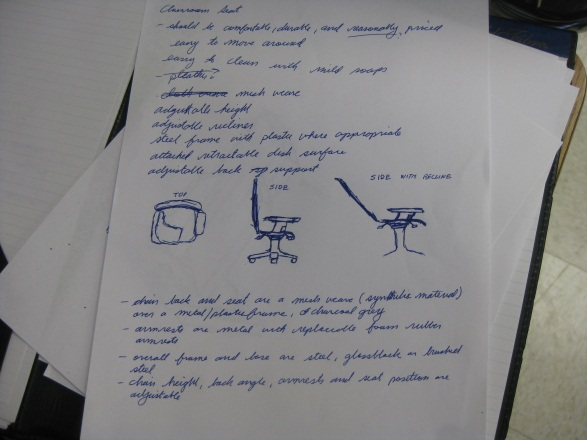 Classroom Seat
- should be comfortable, durable, and reasonably priced
easy to move around
easy to clean with mild soaps
- plastic?
mesh weave
adjustable height
adjustable recliner
steel frame with plastic where appropriate
attached retractable desk surface
adjustable back support
TOP
SIDE
SIDE WITH RECLINE
- chair back and seat are a mesh weave (synthetic material)
over a metal/plastic frame, charcoal grey
- armrests are metal with replaceable foam rubber
armrests
- overall frame and base are steel, gloss black or brushed
steel
- chair height, back angle, armrests and seat position are
adjustable